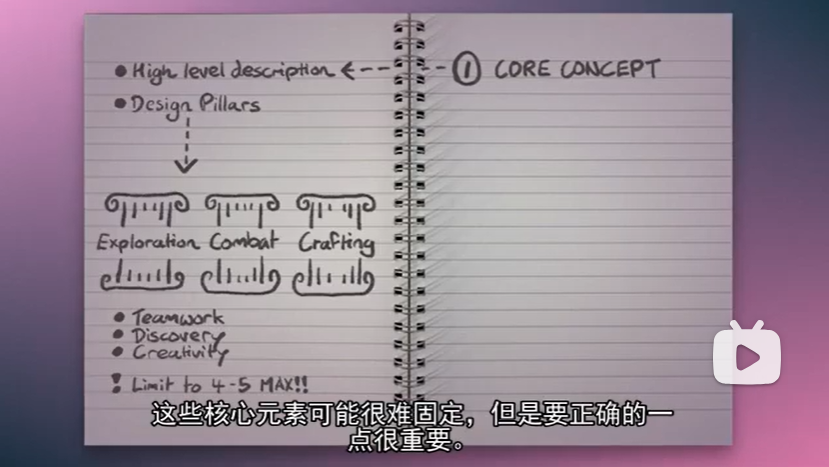 High level description
Design Pillars
Exploration Combat Crafting
Teamwork
Discovery
Creativity
! Limit to 4-5 MAX!!
1 CORE CONCEPT
这些核心元素可能很难固定，但是要正确的一
点很重要。